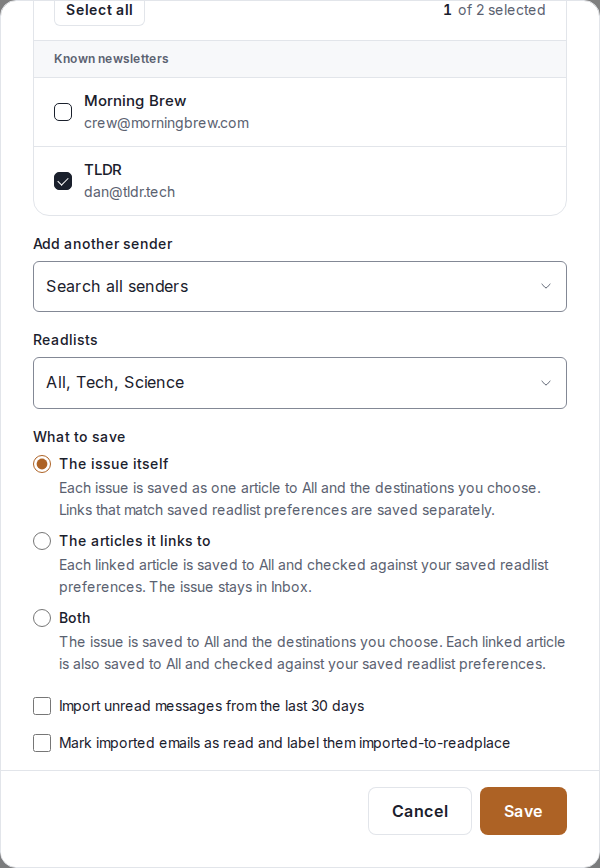 Select all
1 of 2 selected
Known newsletters
Morning Brew
crew@morningbrew.com
TLDR
dan@tldr.tech
Add another sender
Search all senders
Readlists
All, Tech, Science
What to save
The issue itself
Each issue is saved as one article to All and the destinations you choose.
Links that match saved readlist preferences are saved separately.
The articles it links to
Each linked article is saved to All and checked against your saved readlist
preferences. The issue stays in Inbox.
Both
The issue is saved to All and the destinations you choose. Each linked article
is also saved to All and checked against your saved readlist preferences.
Import unread messages from the last 30 days
Mark imported emails as read and label them imported-to-readplace
Cancel
Save